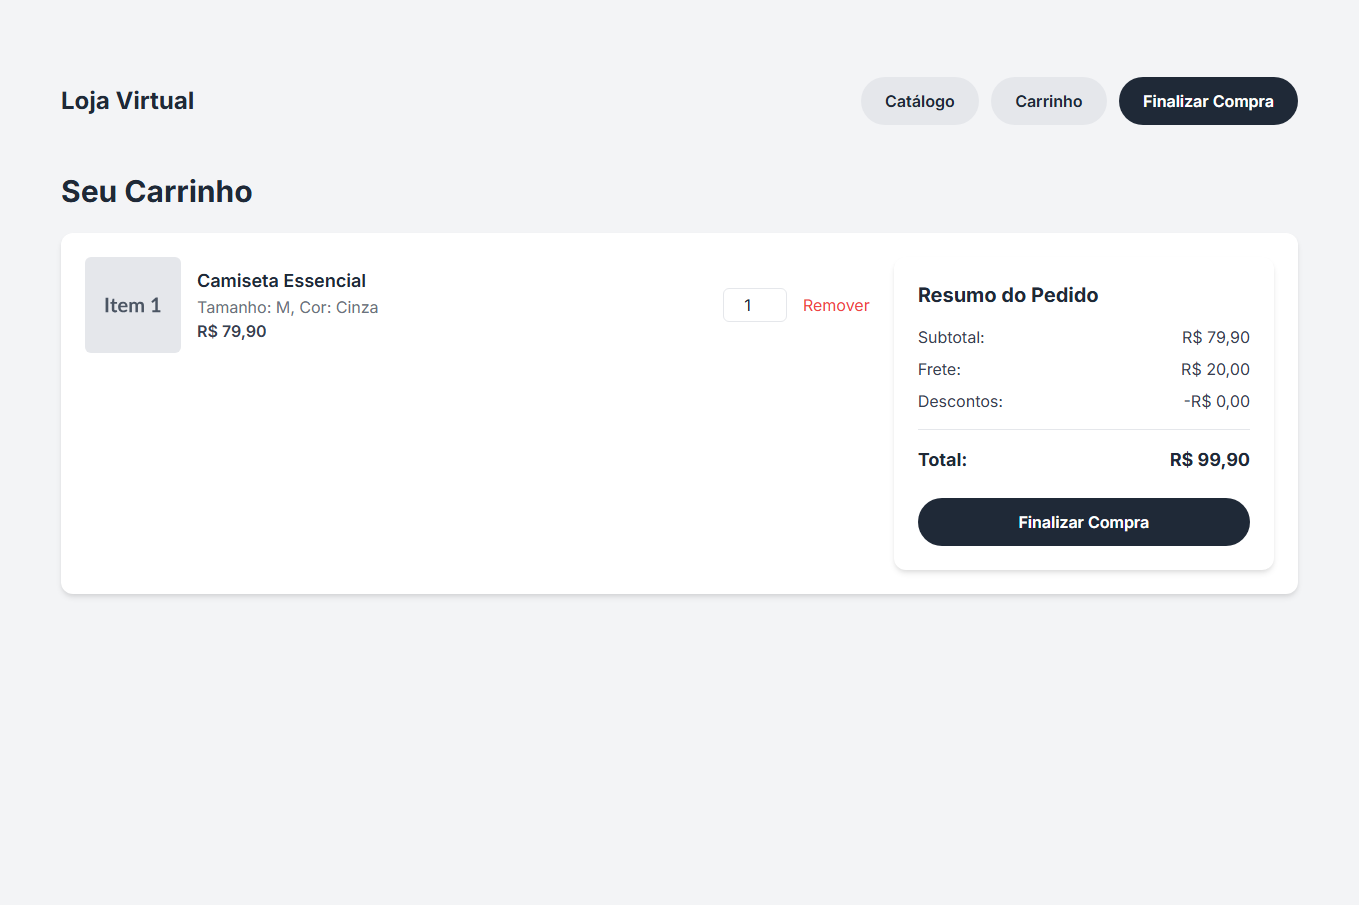 Loja Virtual
Catálogo
Carrinho
Finalizar Compra
Seu Carrinho
Item 1
Camiseta Essencial
Tamanho: M, Cor: Cinza
R$ 79,90
1
Remover
Resumo do Pedido
Subtotal: R$ 79,90
Frete: R$ 20,00
Descontos: -R$ 0,00
Total: R$ 99,90
Finalizar Compra